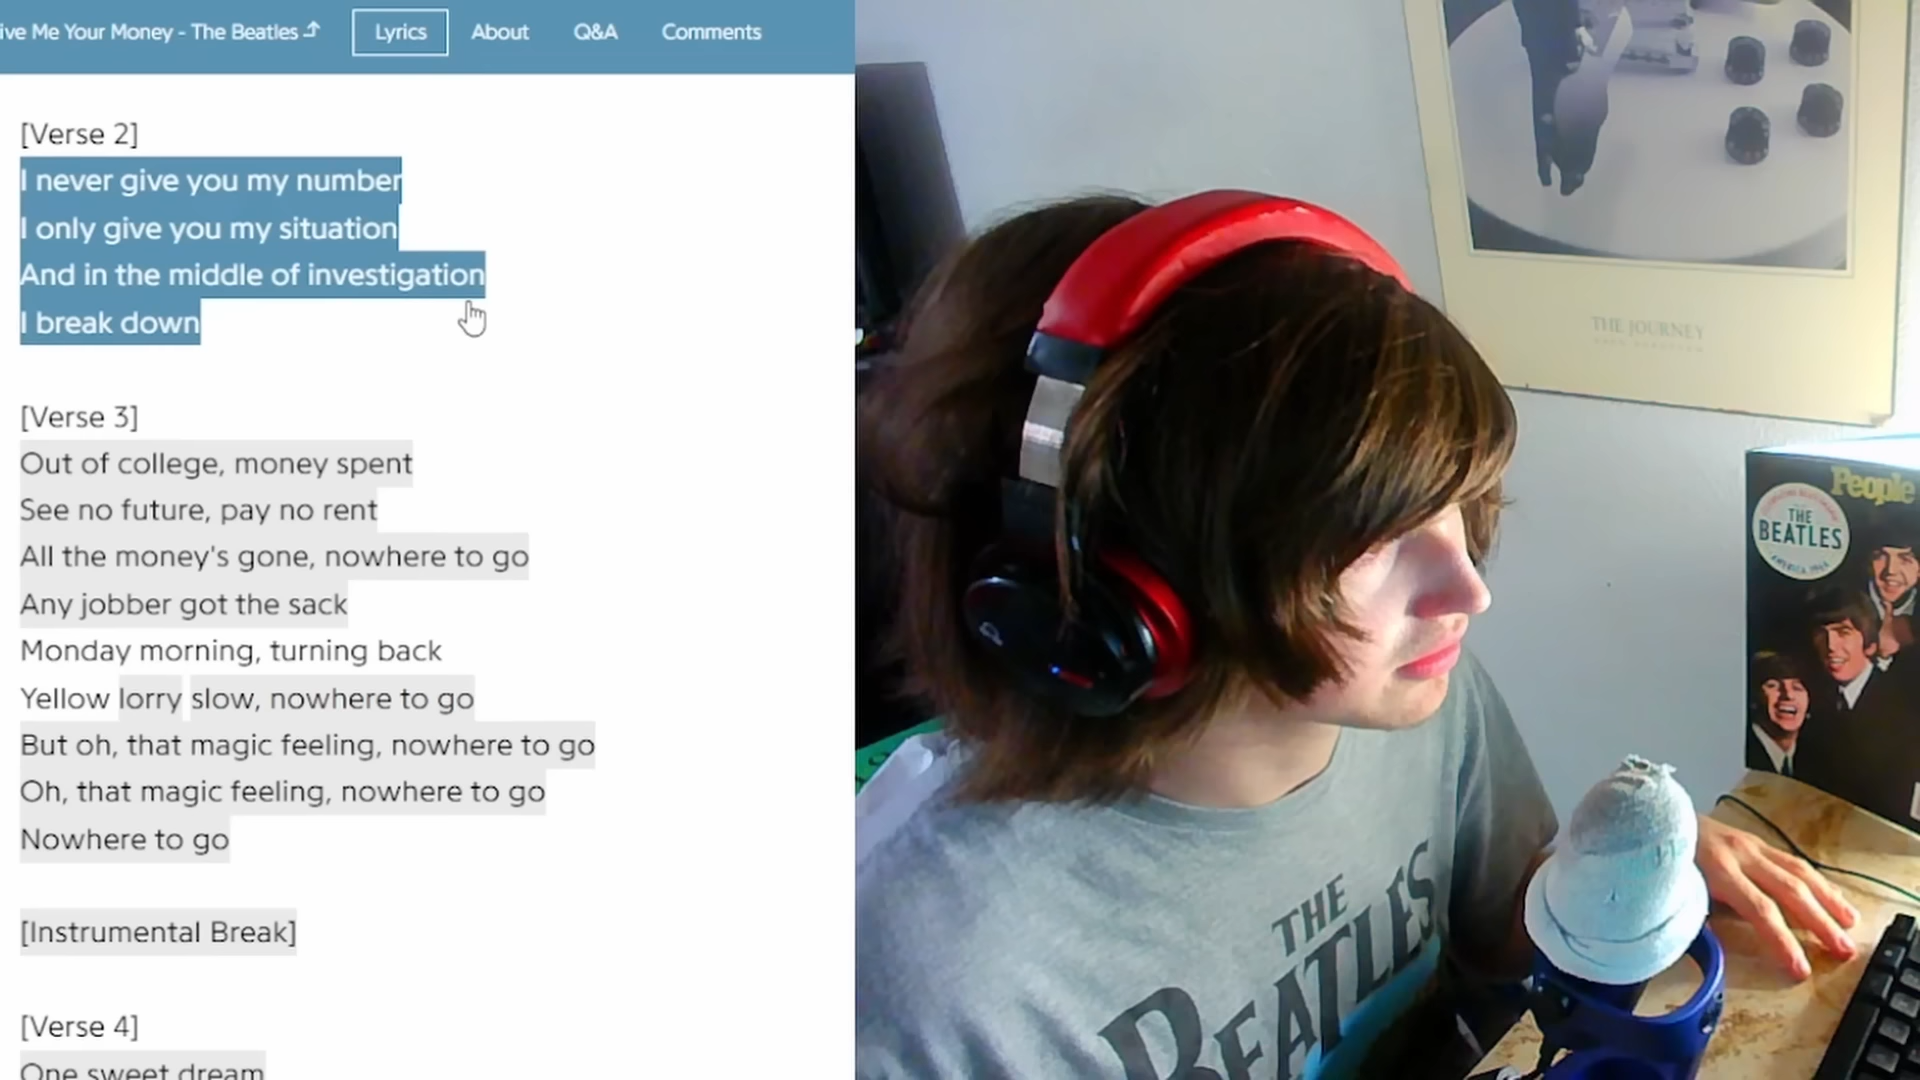 ive Me Your Money - The Beatles
Lyrics
About
Q&A
Comments
[Verse 2]
I never give you my number
I only give you my situation
And in the middle of investigation
I break down
[Verse 3]
Out of college, money spent
See no future, pay no rent
All the money's gone, nowhere to go
Any jobber got the sack
Monday morning, turning back
Yellow lorry slow, nowhere to go
But oh, that magic feeling, nowhere to go
Oh, that magic feeling, nowhere to go
Nowhere to go
[Instrumental Break]
[Verse 4]
One sweet dream
THE JOURNEY
People
THE
BEATLES
THE
BEATLES